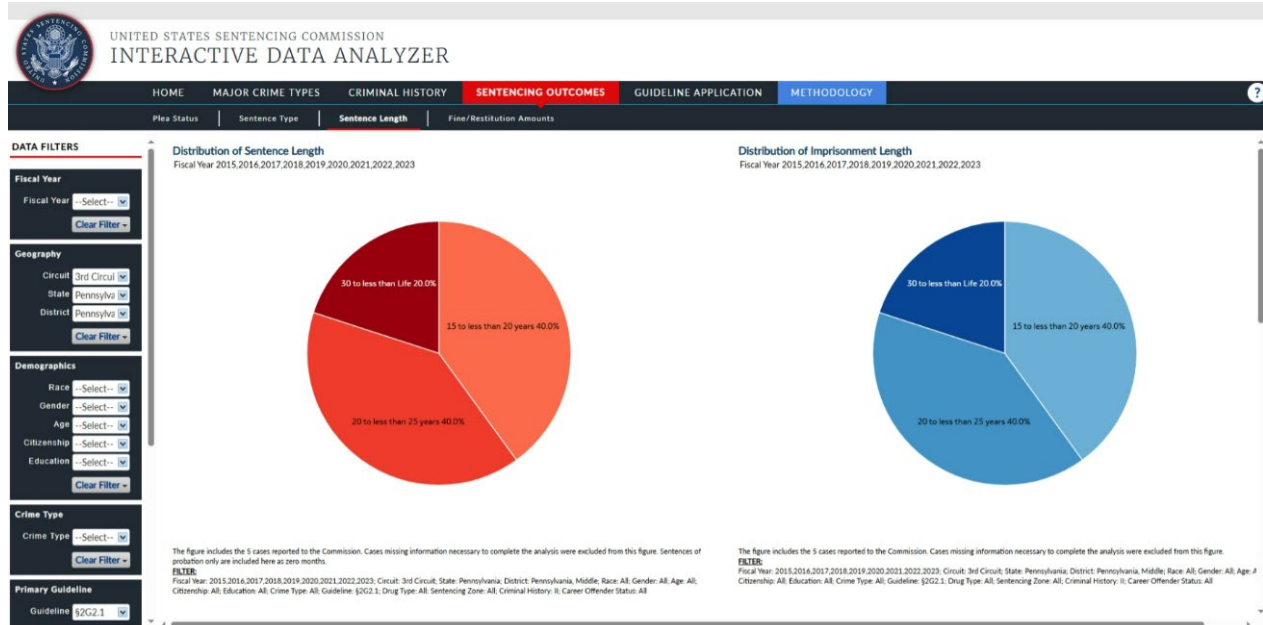 UNITED STATES SENTENCING COMMISSION
INTERACTIVE DATA ANALYZER
HOME MAJOR CRIME TYPES CRIMINAL HISTORY SENTENCING OUTCOMES GUIDELINE APPLICATION METHODOLOGY ?
Plea Status Sentence Type Sentence Length Fine/Restitution Amounts
DATA FILTERS
Fiscal Year
Fiscal Year --Select--
Clear Filter
Geography
Circuit 3rd Circui
State Pennsylva
District Pennsylva
Clear Filter
Demographics
Race --Select--
Gender --Select--
Age --Select--
Citizenship --Select--
Education --Select--
Clear Filter
Crime Type
Crime Type --Select--
Clear Filter
Primary Guideline
Guideline §2G2.1
Distribution of Sentence Length
Fiscal Year 2015,2016,2017,2018,2019,2020,2021,2022,2023
30 to less than Life 20.0%
15 to less than 20 years 40.0%
20 to less than 25 years 40.0%
The figure includes the 5 cases reported to the Commission. Cases missing information necessary to complete the analysis were excluded from this figure. Sentences of
probation only are included here as zero months.
FILTER:
Fiscal Year: 2015,2016,2017,2018,2019,2020,2021,2022,2023; Circuit: 3rd Circuit; State: Pennsylvania; District: Pennsylvania, Middle; Race: All; Gender: All; Age: All;
Citizenship: All; Education: All; Crime Type: All; Guideline: §2G2.1; Drug Type: All; Sentencing Zone: All; Criminal History: II; Career Offender Status: All
Distribution of Imprisonment Length
Fiscal Year 2015,2016,2017,2018,2019,2020,2021,2022,2023
30 to less than Life 20.0%
15 to less than 20 years 40.0%
20 to less than 25 years 40.0%
The figure includes the 5 cases reported to the Commission. Cases missing information necessary to complete the analysis were excluded from this figure.
FILTER:
Fiscal Year: 2015,2016,2017,2018,2019,2020,2021,2022,2023; Circuit: 3rd Circuit; State: Pennsylvania; District: Pennsylvania, Middle; Race: All; Gender: All; Age: A
Citizenship: All; Education: All; Crime Type: All; Guideline: §2G2.1; Drug Type: All; Sentencing Zone: All; Criminal History: II; Career Offender Status: All